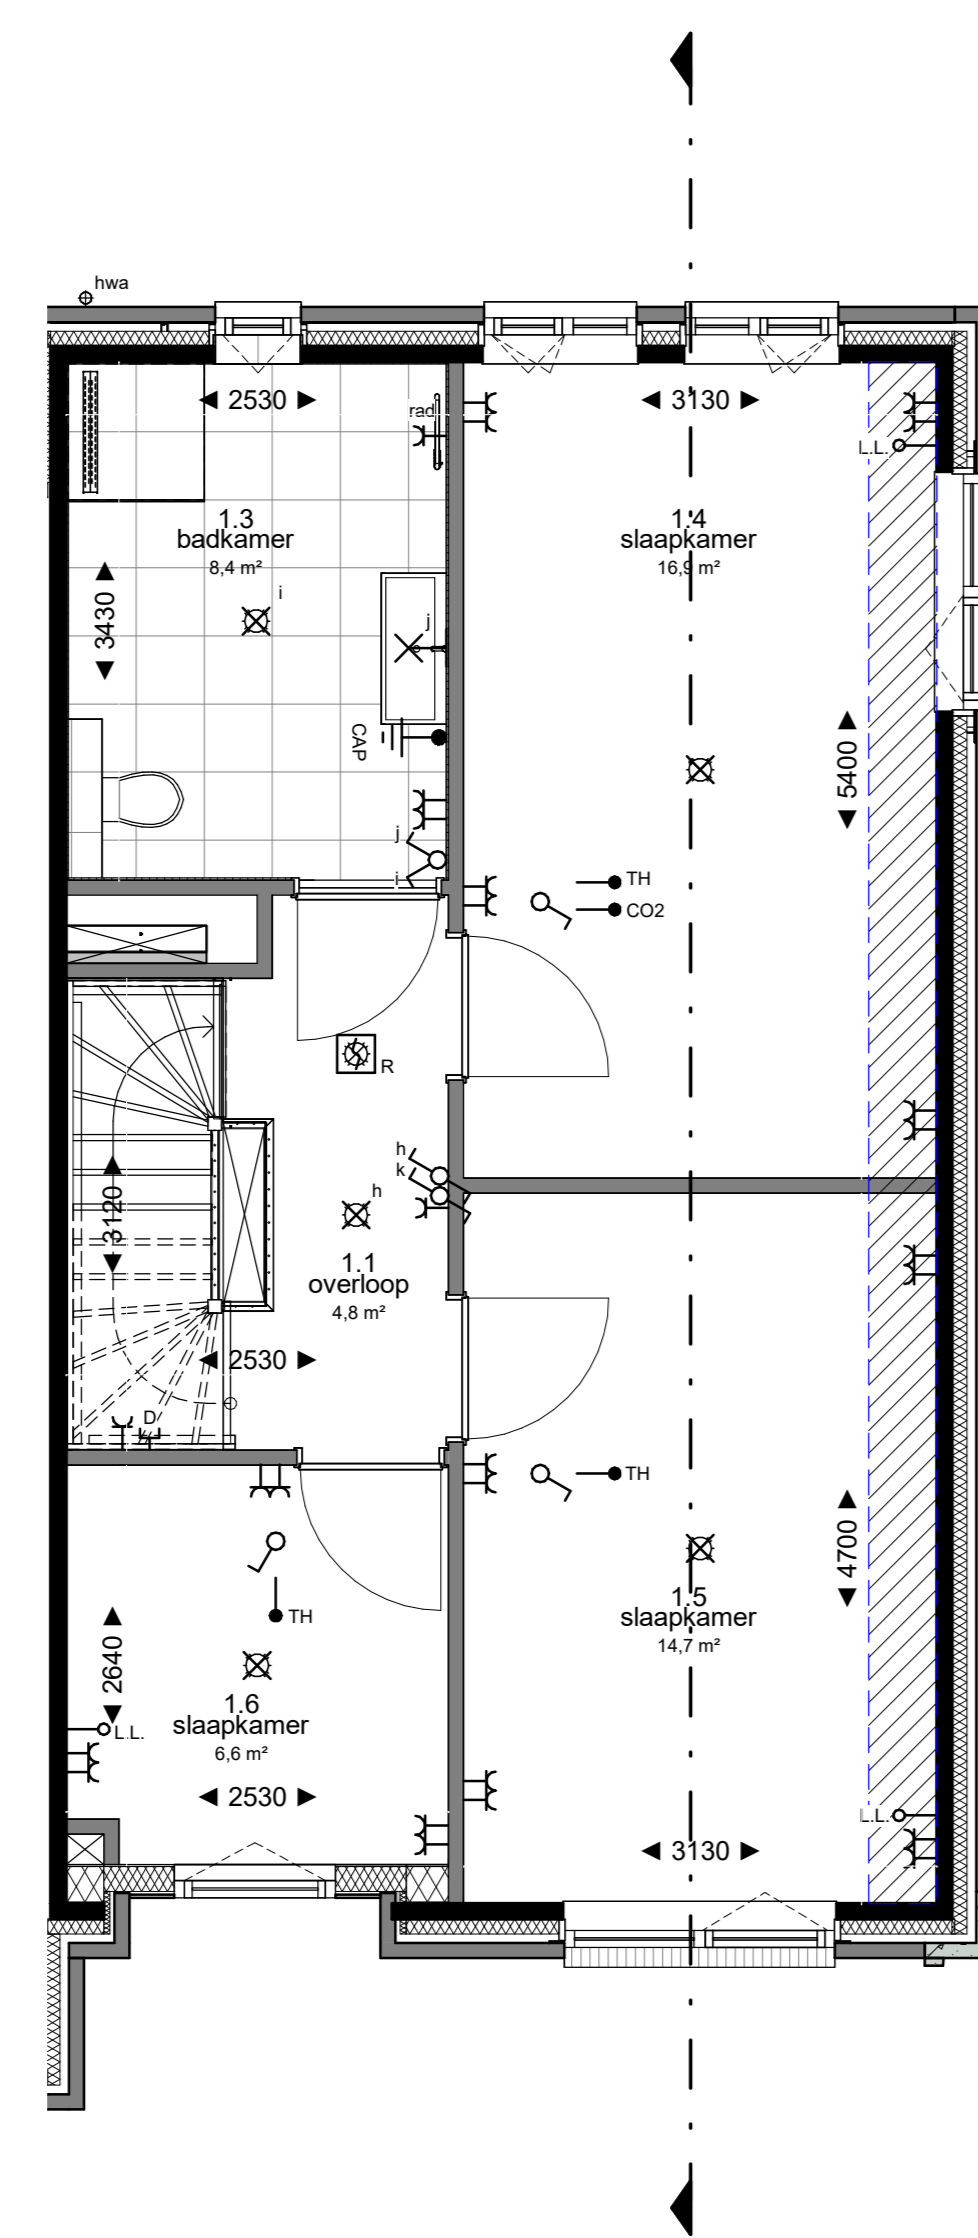 hwa
◄ 2530 ►
◄ 3130 ►
rad
L.L.
1.3
badkamer
8,4 m²
1.4
slaapkamer
16,9 m²
i
◄ 3430 ►
j
CAP
◄ 5400 ►
j
i
TH
CO2
R
h
k
h
◄ 3120 ►
1.1
overloop
4,8 m²
◄ 2530 ►
D
TH
◄ 4700 ►
1.5
slaapkamer
14,7 m²
TH
◄ 2640 ►
1.6
slaapkamer
6,6 m²
L.L.
◄ 2530 ►
L.L.
◄ 3130 ►